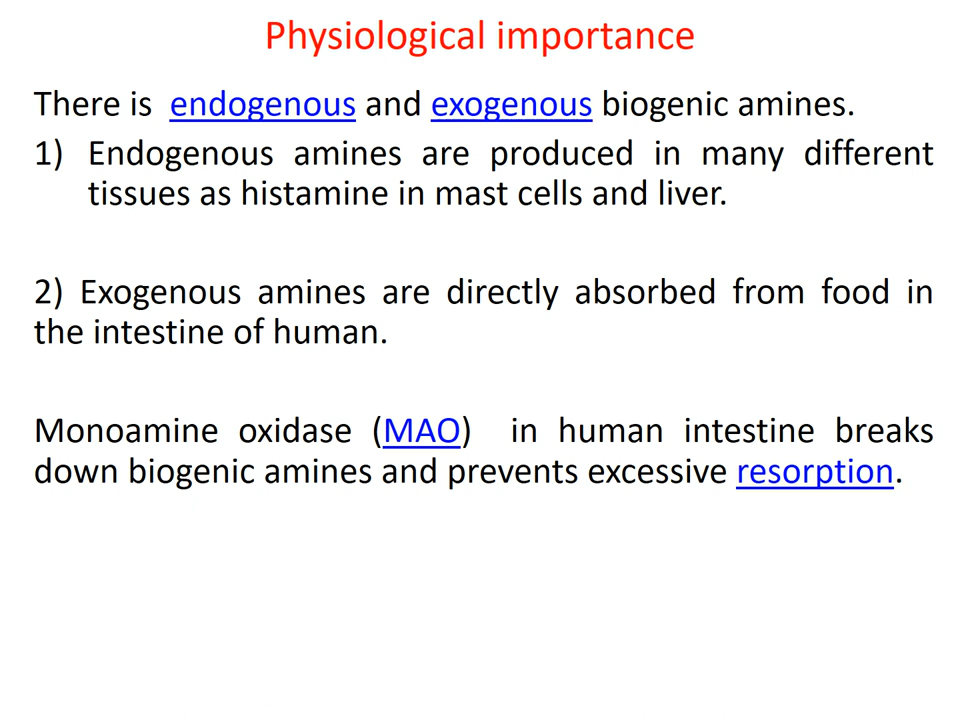 Physiological importance
There is endogenous and exogenous biogenic amines.
1) Endogenous amines are produced in many different
tissues as histamine in mast cells and liver.
2) Exogenous amines are directly absorbed from food in
the intestine of human.
Monoamine oxidase (MAO) in human intestine breaks
down biogenic amines and prevents excessive resorption.